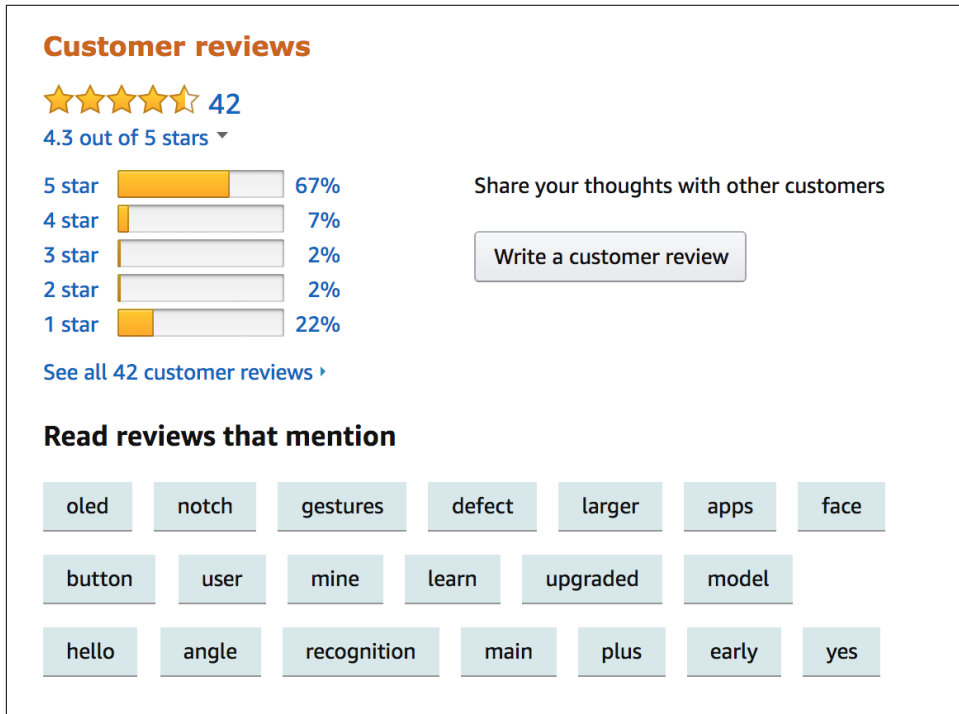 Customer reviews
42
4.3 out of 5 stars
5 star 67%
4 star 7%
3 star 2%
2 star 2%
1 star 22%
See all 42 customer reviews
Share your thoughts with other customers
Write a customer review
Read reviews that mention
oled notch gestures defect larger apps face
button user mine learn upgraded model
hello angle recognition main plus early yes